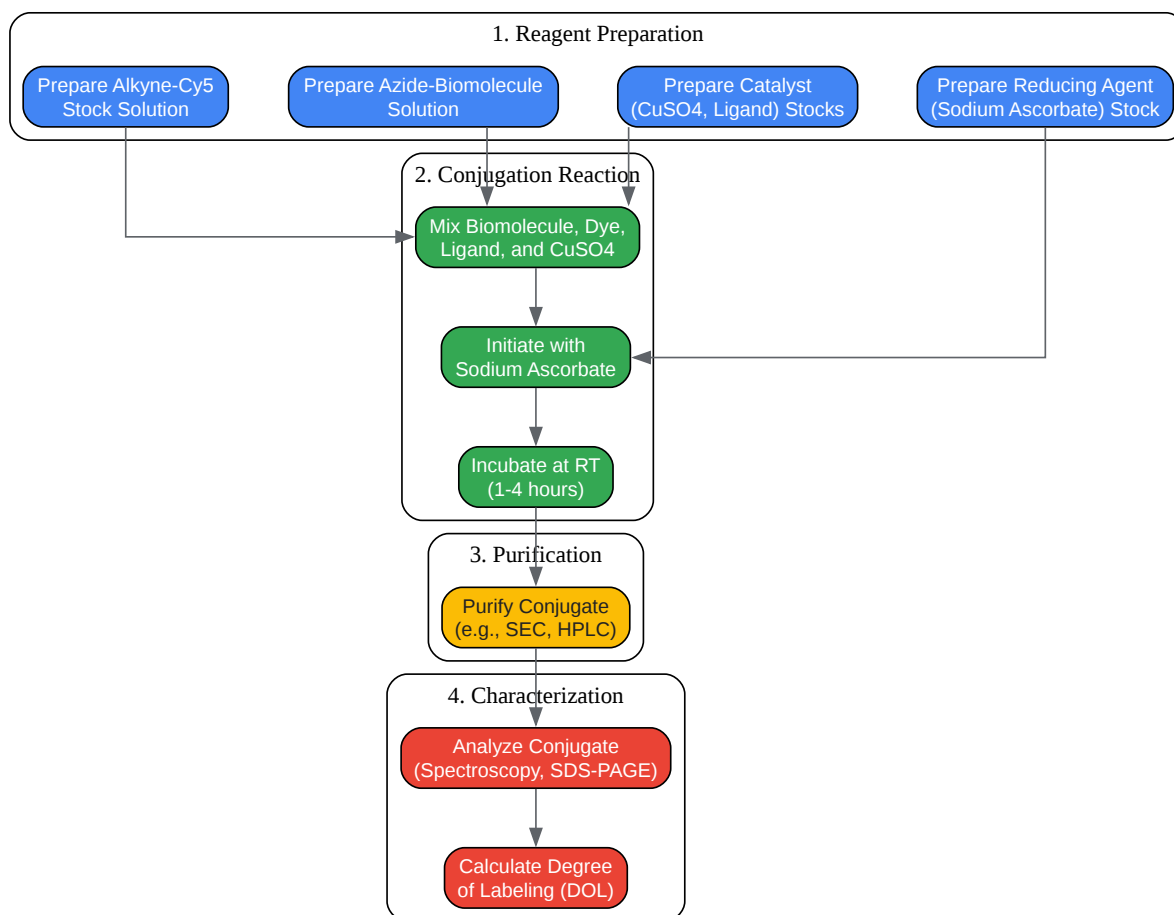 1. Reagent Preparation
Prepare Alkyne-Cy5
Stock Solution
Prepare Azide-Biomolecule
Solution
Prepare Catalyst
(CuSO4, Ligand) Stocks
Prepare Reducing Agent
(Sodium Ascorbate) Stock
2. Conjugation Reaction
Mix Biomolecule, Dye,
Ligand, and CuSO4
Initiate with
Sodium Ascorbate
Incubate at RT
(1-4 hours)
3. Purification
Purify Conjugate
(e.g., SEC, HPLC)
4. Characterization
Analyze Conjugate
(Spectroscopy, SDS-PAGE)
Calculate Degree
of Labeling (DOL)